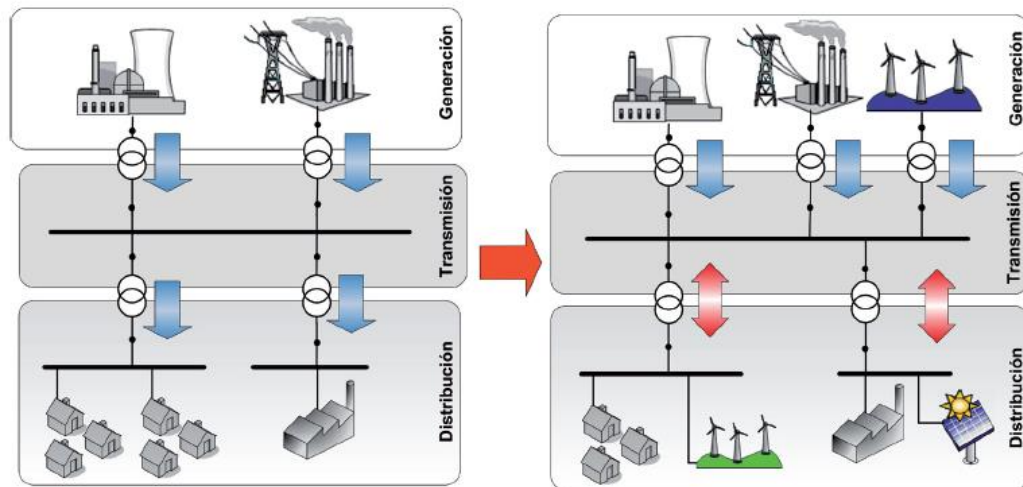 Generación
Transmisión
Distribución
Generación
Transmisión
Distribución